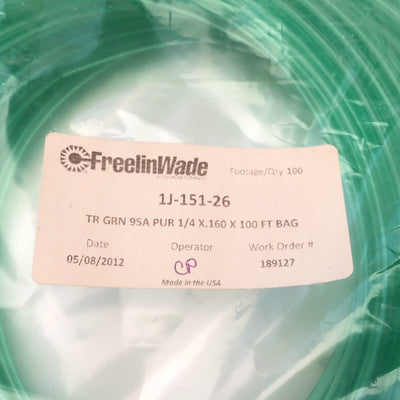 FreelinWade
Footage/Qty 100
1J-151-26
TR GRN 95A PUR 1/4 X.160 X 100 FT BAG
Date Operator Work Order #
05/08/2012 CP 189127
Made in the USA